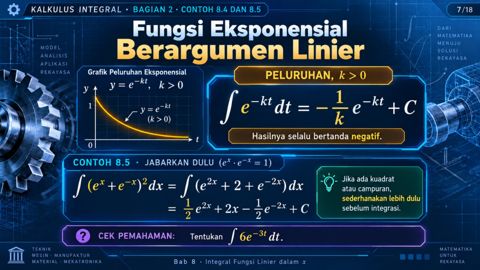 KALKULUS INTEGRAL • BAGIAN 2 • CONTOH 8.4 DAN 8.5
7/18
Fungsi Eksponensial
Berargumen Linier
MODEL
ANALISIS
APLIKASI
REKAYASA
DARI
MATEMATIKA
MENUJU
SOLUSI
REKAYASA
Grafik Peluruhan Eksponensial
y = e^{-kt}, k > 0
y
1
y = e^{-kt}
(k > 0)
0
t
PELURUHAN, k > 0
∫ e^{-kt} dt = -1/k e^{-kt} + C
Hasilnya selalu bertanda negatif.
CONTOH 8.5 • JABARKAN DULU (e^x · e^{-x} = 1)
∫ (e^x + e^{-x})^2 dx = ∫ (e^{2x} + 2 + e^{-2x}) dx
= 1/2 e^{2x} + 2x - 1/2 e^{-2x} + C
Jika ada kuadrat
atau campuran,
sederhanakan lebih dulu
sebelum integrasi.
? CEK PEMAHAMAN: Tentukan ∫ 6e^{-3t} dt.
TEKNIK
MESIN • MANUFAKTUR
MATERIAL • MEKATRONIKA
Bab 8 • Integral Fungsi Linier dalam x
MATEMATIKA
UNTUK
REKAYASA